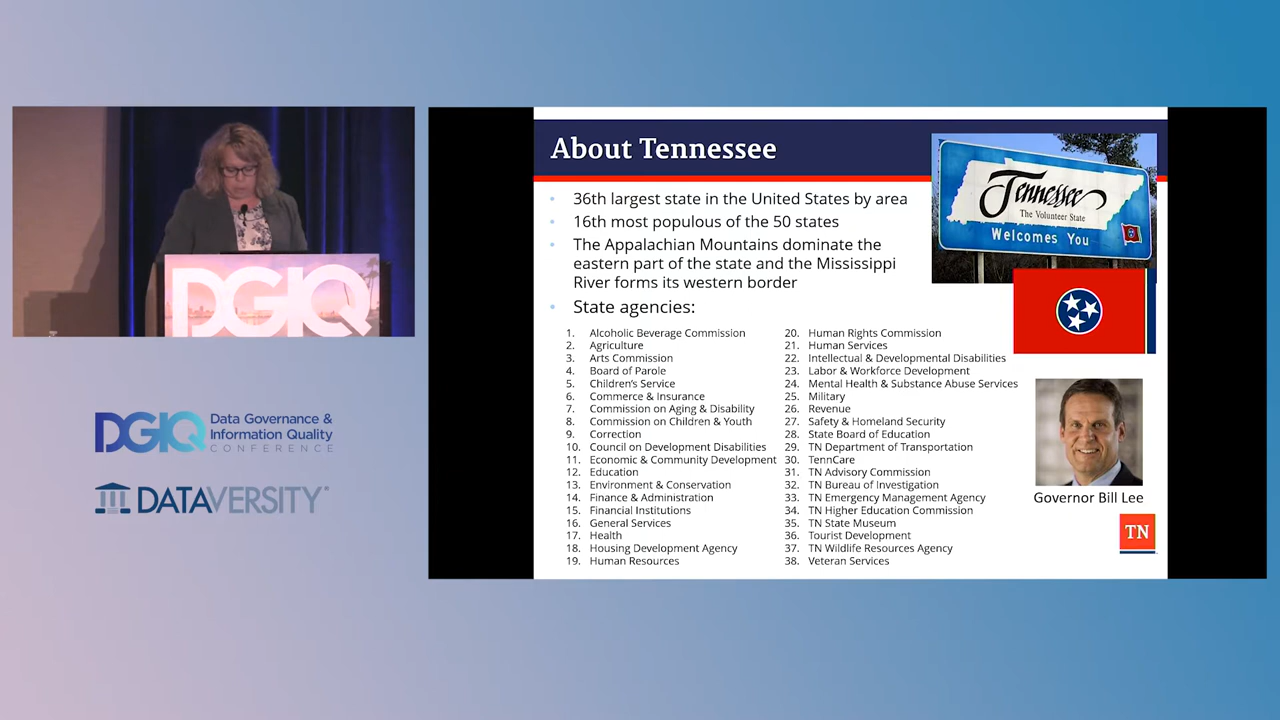 DGIQ
DGIQ Data Governance &
Information Quality
CONFERENCE
DATAVERSITY
About Tennessee
• 36th largest state in the United States by area
• 16th most populous of the 50 states
• The Appalachian Mountains dominate the
eastern part of the state and the Mississippi
River forms its western border
• State agencies:
1. Alcoholic Beverage Commission
2. Agriculture
3. Arts Commission
4. Board of Parole
5. Children's Service
6. Commerce & Insurance
7. Commission on Aging & Disability
8. Commission on Children & Youth
9. Correction
10. Council on Development Disabilities
11. Economic & Community Development
12. Education
13. Environment & Conservation
14. Finance & Administration
15. Financial Institutions
16. General Services
17. Health
18. Housing Development Agency
19. Human Resources
20. Human Rights Commission
21. Human Services
22. Intellectual & Developmental Disabilities
23. Labor & Workforce Development
24. Mental Health & Substance Abuse Services
25. Military
26. Revenue
27. Safety & Homeland Security
28. State Board of Education
29. TN Department of Transportation
30. TennCare
31. TN Advisory Commission
32. TN Bureau of Investigation
33. TN Emergency Management Agency
34. TN Higher Education Commission
35. TN State Museum
36. Tourist Development
37. TN Wildlife Resources Agency
38. Veteran Services
Tennessee
The Volunteer State
Welcomes You
Governor Bill Lee
TN